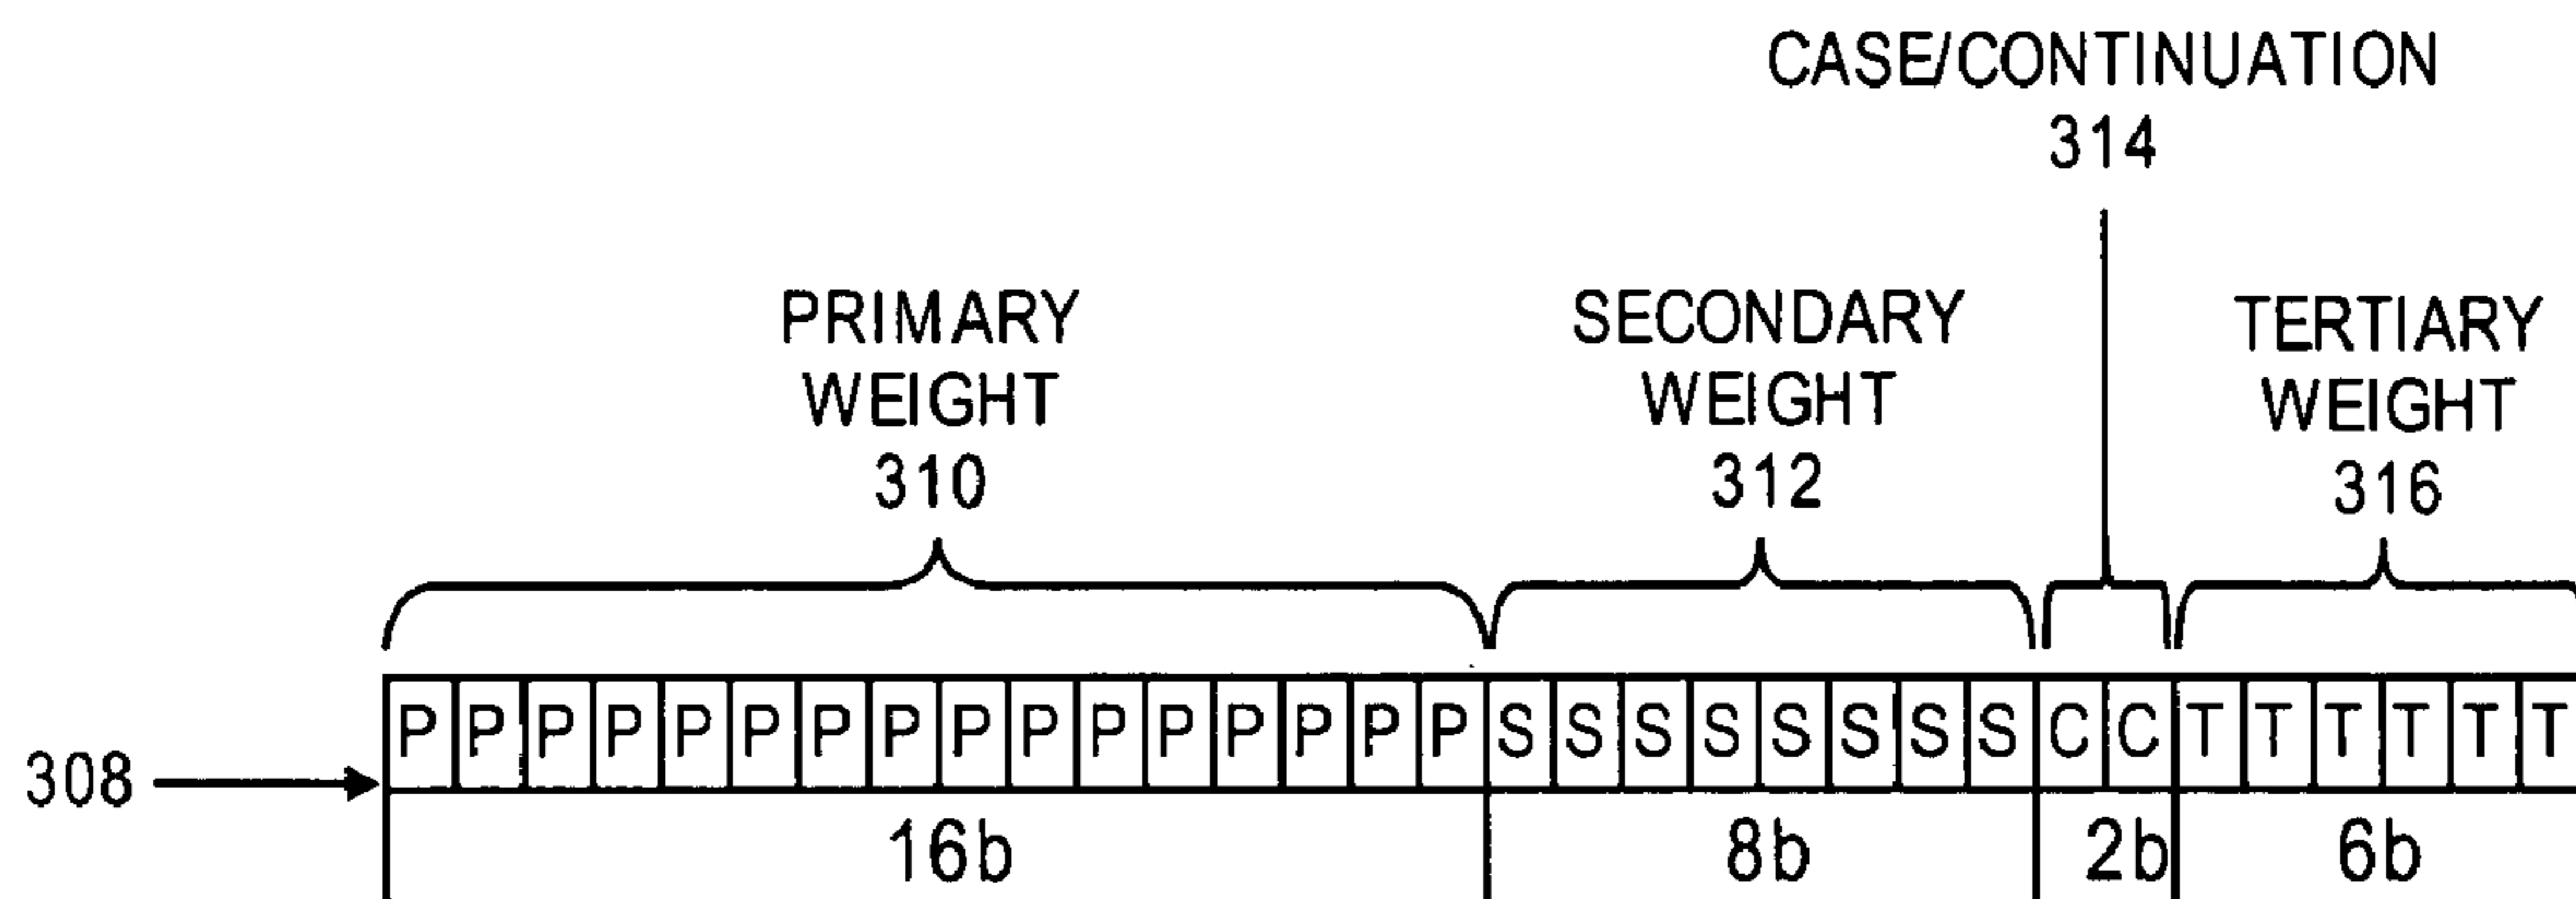 CASE/CONTINUATION
314
PRIMARY
WEIGHT
310
SECONDARY
WEIGHT
312
TERTIARY
WEIGHT
316
308
P P P P P P P P P P P P P P P P S S S S S S S S C C T T T T T T
16b 8b 2b 6b